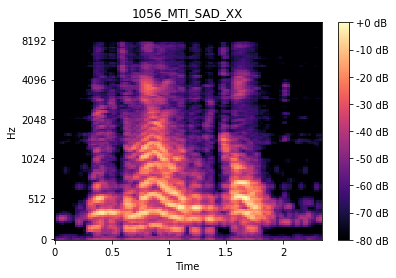 1056_MTI_SAD_XX
+0 dB
8192
-10 dB
4096
-20 dB
-30 dB
2048
-40 dB
Hz
1024
-50 dB
512
-60 dB
-70 dB
0
-80 dB
0 0.5 1 1.5 2
Time